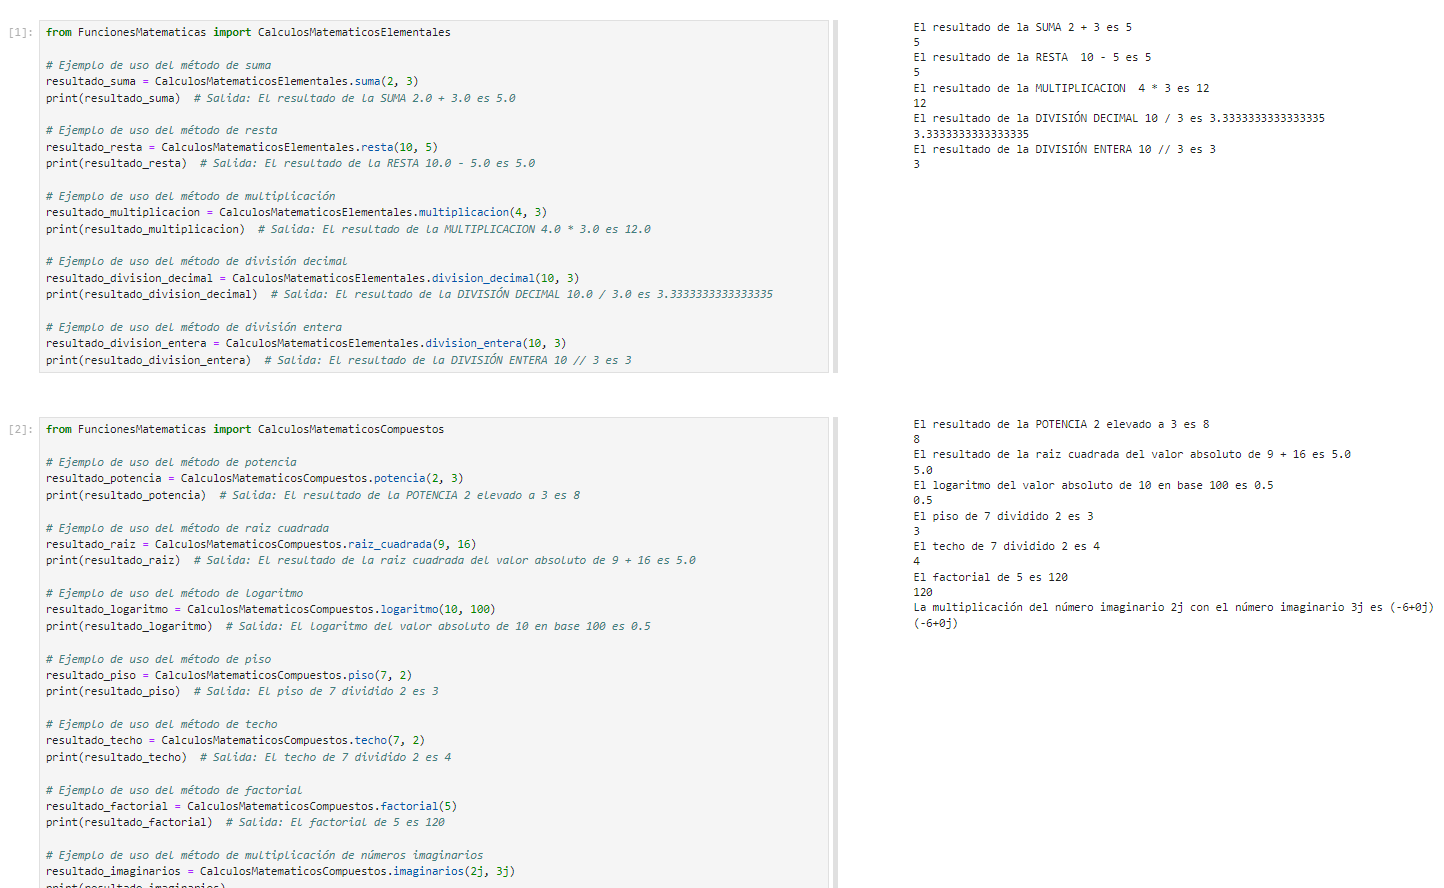 [1]:
from FuncionesMatematicas import CalculosMatematicosElementales
# Ejemplo de uso del método de suma
resultado_suma = CalculosMatematicosElementales.suma(2, 3)
print(resultado_suma)  # Salida: El resultado de la SUMA 2.0 + 3.0 es 5.0
# Ejemplo de uso del método de resta
resultado_resta = CalculosMatematicosElementales.resta(10, 5)
print(resultado_resta)  # Salida: El resultado de la RESTA 10.0 - 5.0 es 5.0
# Ejemplo de uso del método de multiplicación
resultado_multiplicacion = CalculosMatematicosElementales.multiplicacion(4, 3)
print(resultado_multiplicacion)  # Salida: El resultado de la MULTIPLICACION 4.0 * 3.0 es 12.0
# Ejemplo de uso del método de división decimal
resultado_division_decimal = CalculosMatematicosElementales.division_decimal(10, 3)
print(resultado_division_decimal)  # Salida: El resultado de la DIVISIÓN DECIMAL 10.0 / 3.0 es 3.3333333333333335
# Ejemplo de uso del método de división entera
resultado_division_entera = CalculosMatematicosElementales.division_entera(10, 3)
print(resultado_division_entera)  # Salida: El resultado de la DIVISIÓN ENTERA 10 // 3 es 3
El resultado de la SUMA 2 + 3 es 5
5
El resultado de la RESTA  10 - 5 es 5
5
El resultado de la MULTIPLICACION  4 * 3 es 12
12
El resultado de la DIVISIÓN DECIMAL 10 / 3 es 3.3333333333333335
3.3333333333333335
El resultado de la DIVISIÓN ENTERA 10 // 3 es 3
3
[2]:
from FuncionesMatematicas import CalculosMatematicosCompuestos
# Ejemplo de uso del método de potencia
resultado_potencia = CalculosMatematicosCompuestos.potencia(2, 3)
print(resultado_potencia)  # Salida: El resultado de la POTENCIA 2 elevado a 3 es 8
# Ejemplo de uso del método de raiz cuadrada
resultado_raiz = CalculosMatematicosCompuestos.raiz_cuadrada(9, 16)
print(resultado_raiz)  # Salida: El resultado de la raiz cuadrada del valor absoluto de 9 + 16 es 5.0
# Ejemplo de uso del método de logaritmo
resultado_logaritmo = CalculosMatematicosCompuestos.logaritmo(10, 100)
print(resultado_logaritmo)  # Salida: El logaritmo del valor absoluto de 10 en base 100 es 0.5
# Ejemplo de uso del método de piso
resultado_piso = CalculosMatematicosCompuestos.piso(7, 2)
print(resultado_piso)  # Salida: El piso de 7 dividido 2 es 3
# Ejemplo de uso del método de techo
resultado_techo = CalculosMatematicosCompuestos.techo(7, 2)
print(resultado_techo)  # Salida: El techo de 7 dividido 2 es 4
# Ejemplo de uso del método de factorial
resultado_factorial = CalculosMatematicosCompuestos.factorial(5)
print(resultado_factorial)  # Salida: El factorial de 5 es 120
# Ejemplo de uso del método de multiplicación de números imaginarios
resultado_imaginarios = CalculosMatematicosCompuestos.imaginarios(2j, 3j)
print(resultado_imaginarios)
El resultado de la POTENCIA 2 elevado a 3 es 8
8
El resultado de la raiz cuadrada del valor absoluto de 9 + 16 es 5.0
5.0
El logaritmo del valor absoluto de 10 en base 100 es 0.5
0.5
El piso de 7 dividido 2 es 3
3
El techo de 7 dividido 2 es 4
4
El factorial de 5 es 120
120
La multiplicación del número imaginario 2j con el número imaginario 3j es (-6+0j)
(-6+0j)